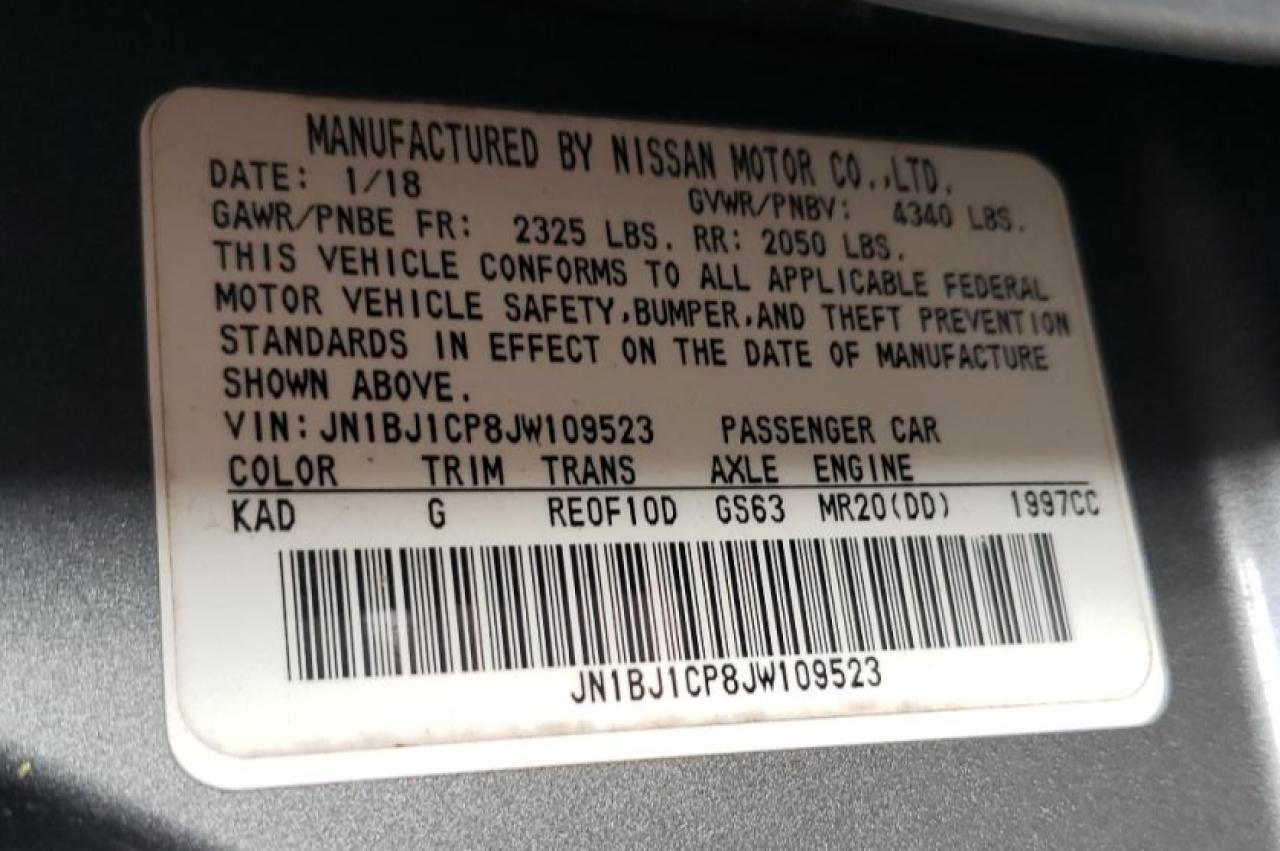 MANUFACTURED BY NISSAN MOTOR CO.,LTD.
DATE: 1/18 GVWR/PNBV: 4340 LBS.
GAWR/PNBE FR: 2325 LBS. RR: 2050 LBS.
THIS VEHICLE CONFORMS TO ALL APPLICABLE FEDERAL
MOTOR VEHICLE SAFETY,BUMPER,AND THEFT PREVENTION
STANDARDS IN EFFECT ON THE DATE OF MANUFACTURE
SHOWN ABOVE.
VIN: JN1BJ1CP8JW109523 PASSENGER CAR
COLOR TRIM TRANS AXLE ENGINE
KAD G RE0F10D GS63 MR20(DD) 1997CC
JN1BJ1CP8JW109523